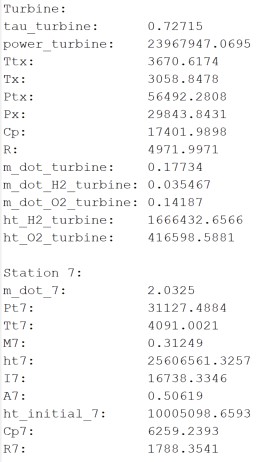 Turbine:
tau_turbine: 0.72715
power_turbine: 23967947.0695
Ttx: 3670.6174
Tx: 3058.8478
Ptx: 56492.2808
Px: 29843.8431
Cp: 17401.9898
R: 4971.9971
m_dot_turbine: 0.17734
m_dot_H2_turbine: 0.035467
m_dot_O2_turbine: 0.14187
ht_H2_turbine: 1666432.6566
ht_O2_turbine: 416598.5881
Station 7:
m_dot_7: 2.0325
Pt7: 31127.4884
Tt7: 4091.0021
M7: 0.31249
ht7: 25606561.3257
I7: 16738.3346
A7: 0.50619
ht_initial_7: 10005098.6593
Cp7: 6259.2393
R7: 1788.3541